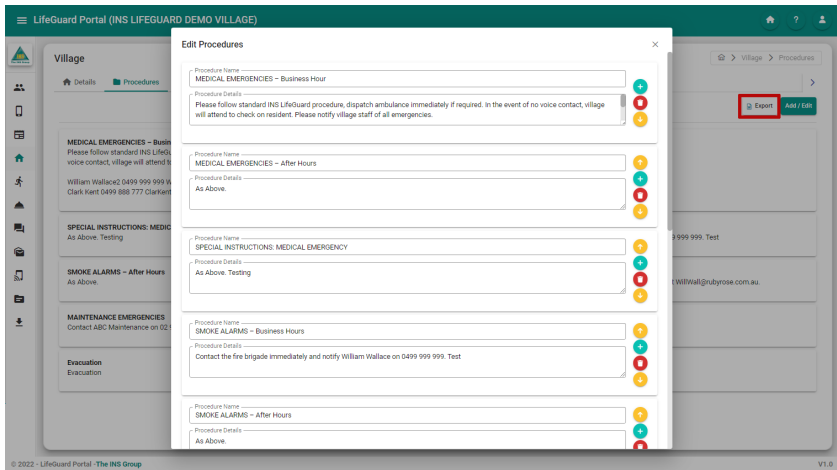 LifeGuard Portal (INS LIFEGUARD DEMO VILLAGE)
?
Village
Village > Procedures
Details
Procedures
Export
Add / Edit
MEDICAL EMERGENCIES – Busin
Please follow standard INS LifeGu
voice contact, village will attend t
William Wallace2 0499 999 999 W
Clark Kent 0499 888 777 ClarKent
SPECIAL INSTRUCTIONS: MEDIC
As Above. Testing
9 999 999. Test
SMOKE ALARMS – After Hours
As Above.
t WillWall@rubyrose.com.au.
MAINTENANCE EMERGENCIES
Contact ABC Maintenance on 02
Evacuation
Evacuation
Edit Procedures
Procedure Name
MEDICAL EMERGENCIES – Business Hour
Procedure Details
Please follow standard INS LifeGuard procedure, dispatch ambulance immediately if required. In the event of no voice contact, village
will attend to check on resident. Please notify village staff of all emergencies.
Procedure Name
MEDICAL EMERGENCIES – After Hours
Procedure Details
As Above.
Procedure Name
SPECIAL INSTRUCTIONS: MEDICAL EMERGENCY
Procedure Details
As Above. Testing
Procedure Name
SMOKE ALARMS – Business Hours
Procedure Details
Contact the fire brigade immediately and notify William Wallace on 0499 999 999. Test
Procedure Name
SMOKE ALARMS – After Hours
Procedure Details
As Above.
© 2022 - LifeGuard Portal -The INS Group
V1.0